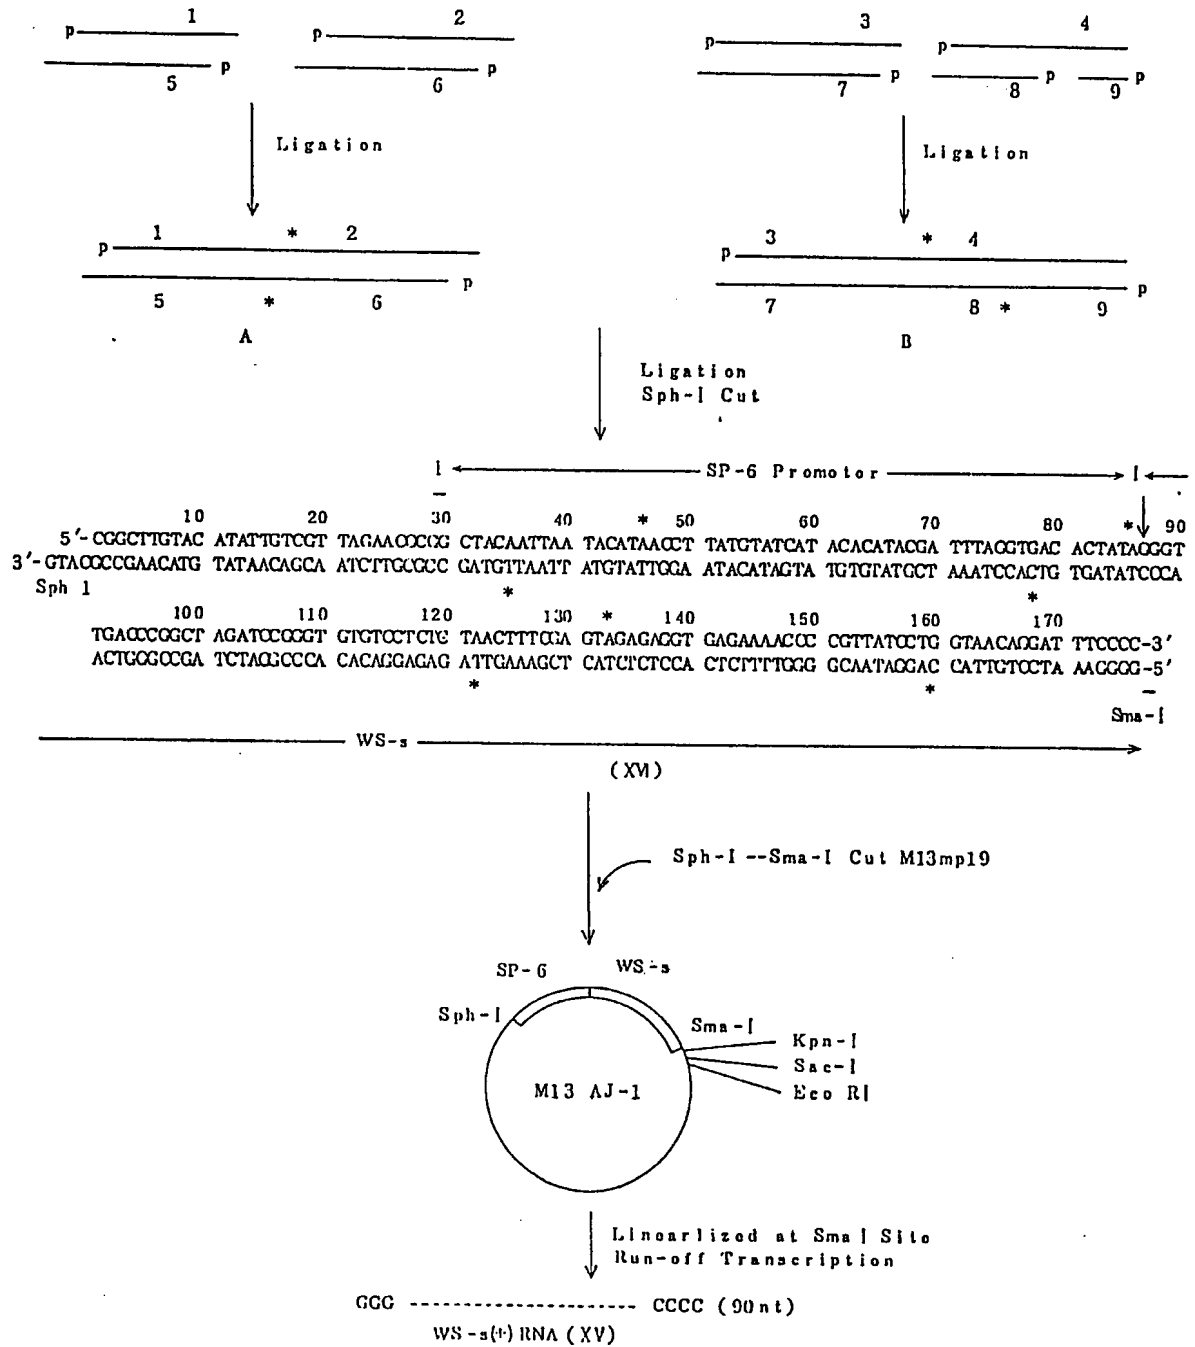 1 2 3 4
p p p p
p p p p p
5 6 7 8 9
Ligation Ligation
1 * 2 3 * 4
p p
p p
5 * 6 7 8 * 9
A B
Ligation
Sph-I Cut
SP-6 Promotor
10 20 30 40 * 50 60 70 80 * 90
5'-CGGCTTGTAC ATATTGTCGT TAGAACGCGG CTACAATTAA TACATAACCT TATGTATCAT ACACATACGA TTTAGGTGAC ACTATAGGGT
3'-GTACGCCGAACATG TATAACAGCA ATCTTGCGCC GATGTTAATT ATGTATTGGA ATACATAGTA TGTGTATGCT AAATCCACTG TGATATCCCA
Sph 1 * *
100 110 120 130 * 140 150 160 170
TGACCCGGCT AGATCCGGGT GTGTCCTCTC TAACTTTCGA GTAGAGAGGT GAGAAAACCC CGTTATCCTG GTAACAGGAT TTCCCC-3'
ACTGGGCCGA TCTAGGCCCA CACAGGAGAG ATTGAAAGCT CATCTCTCCA CTCTTTTGGG GCAATAGGAC CATTGTCCTA AAGGGG-5'
* *
Sma-I
WS-s
(XVI)
Sph-I --Sma-I Cut M13mp19
SP-6 WS-s
Sph-I Sma-I
Kpn-I
Sac-I
Eco RI
M13 AJ-1
Linearlized at Sma I Site
Run-off Transcription
GGG ---------------------- CCCC (90nt)
WS-s(+) RNA (XV)